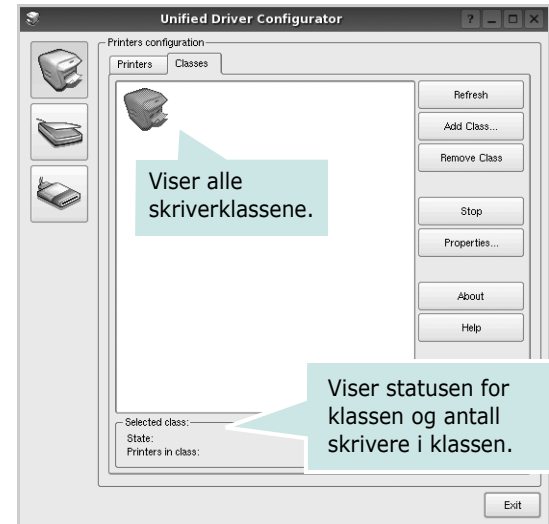 Unified Driver Configurator
Printers configuration
Printers
Classes
Refresh
Add Class...
Remove Class
Viser alle
skriverklassene.
Stop
Properties...
About
Help
Viser statusen for
klassen og antall
skrivere i klassen.
Selected class:
State:
Printers in class:
Exit